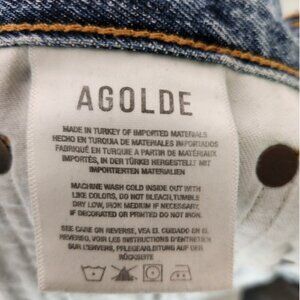 AGOLDE
MADE IN TURKEY OF IMPORTED MATERIALS
HECHO EN TURQUIA DE MATERIALES IMPORTADOS
FABRIQUÉ EN TURQUIE A PARTIR DE MATÉRIAUX
IMPORTÉS, IN DER TÜRKEI HERGESTELLT MIT
IMPORTIERTEN MATERIALIEN
MACHINE WASH COLD INSIDE OUT WITH
LIKE COLORS, DO NOT BLEACH, TUMBLE
DRY LOW, IRON MEDIUM IF NECESSARY,
IF DECORATED OR PRINTED DO NOT IRON.
SEE CARE ON REVERSE, VEA EL CUIDADO EN EL
REVERSO, VOIR LES INSTRUCTIONS D'ENTRETIEN
SUR L'ENVERS, PFLEGEANLEITUNG AUF DER
RÜCKSEITE